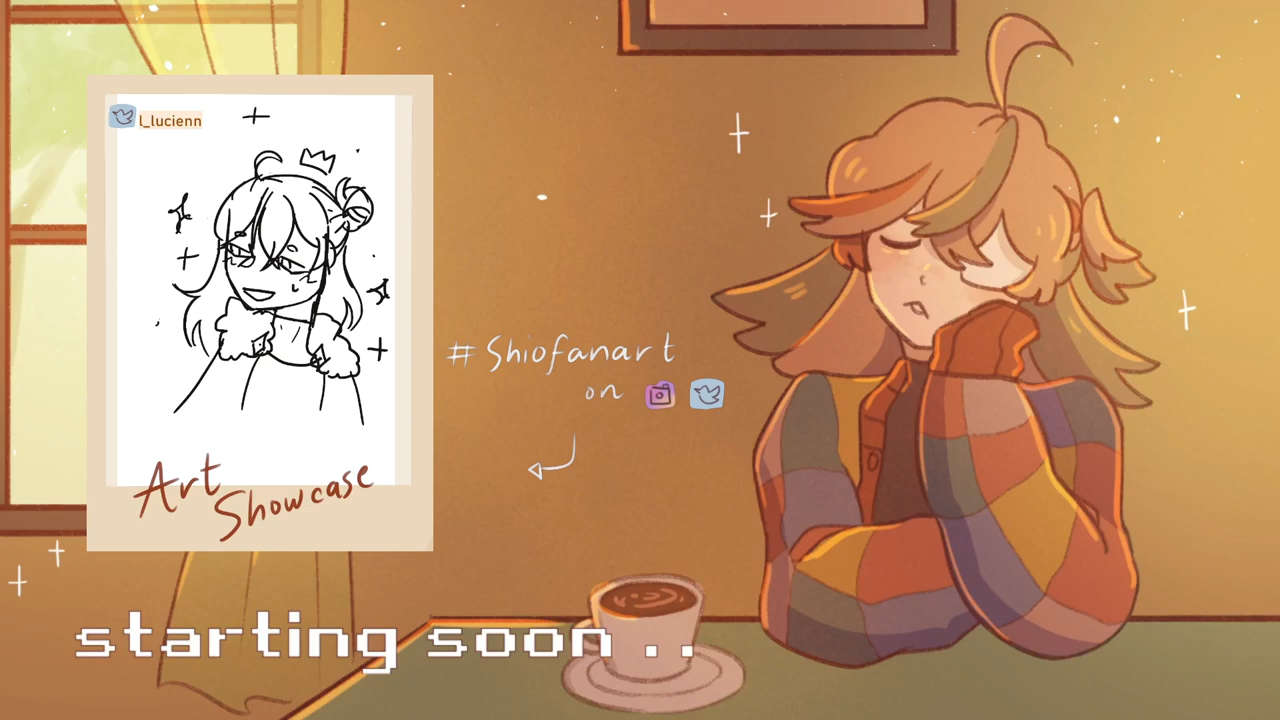 l_lucienn
Art
Showcase
# Shiofanart
on
starting soon . .